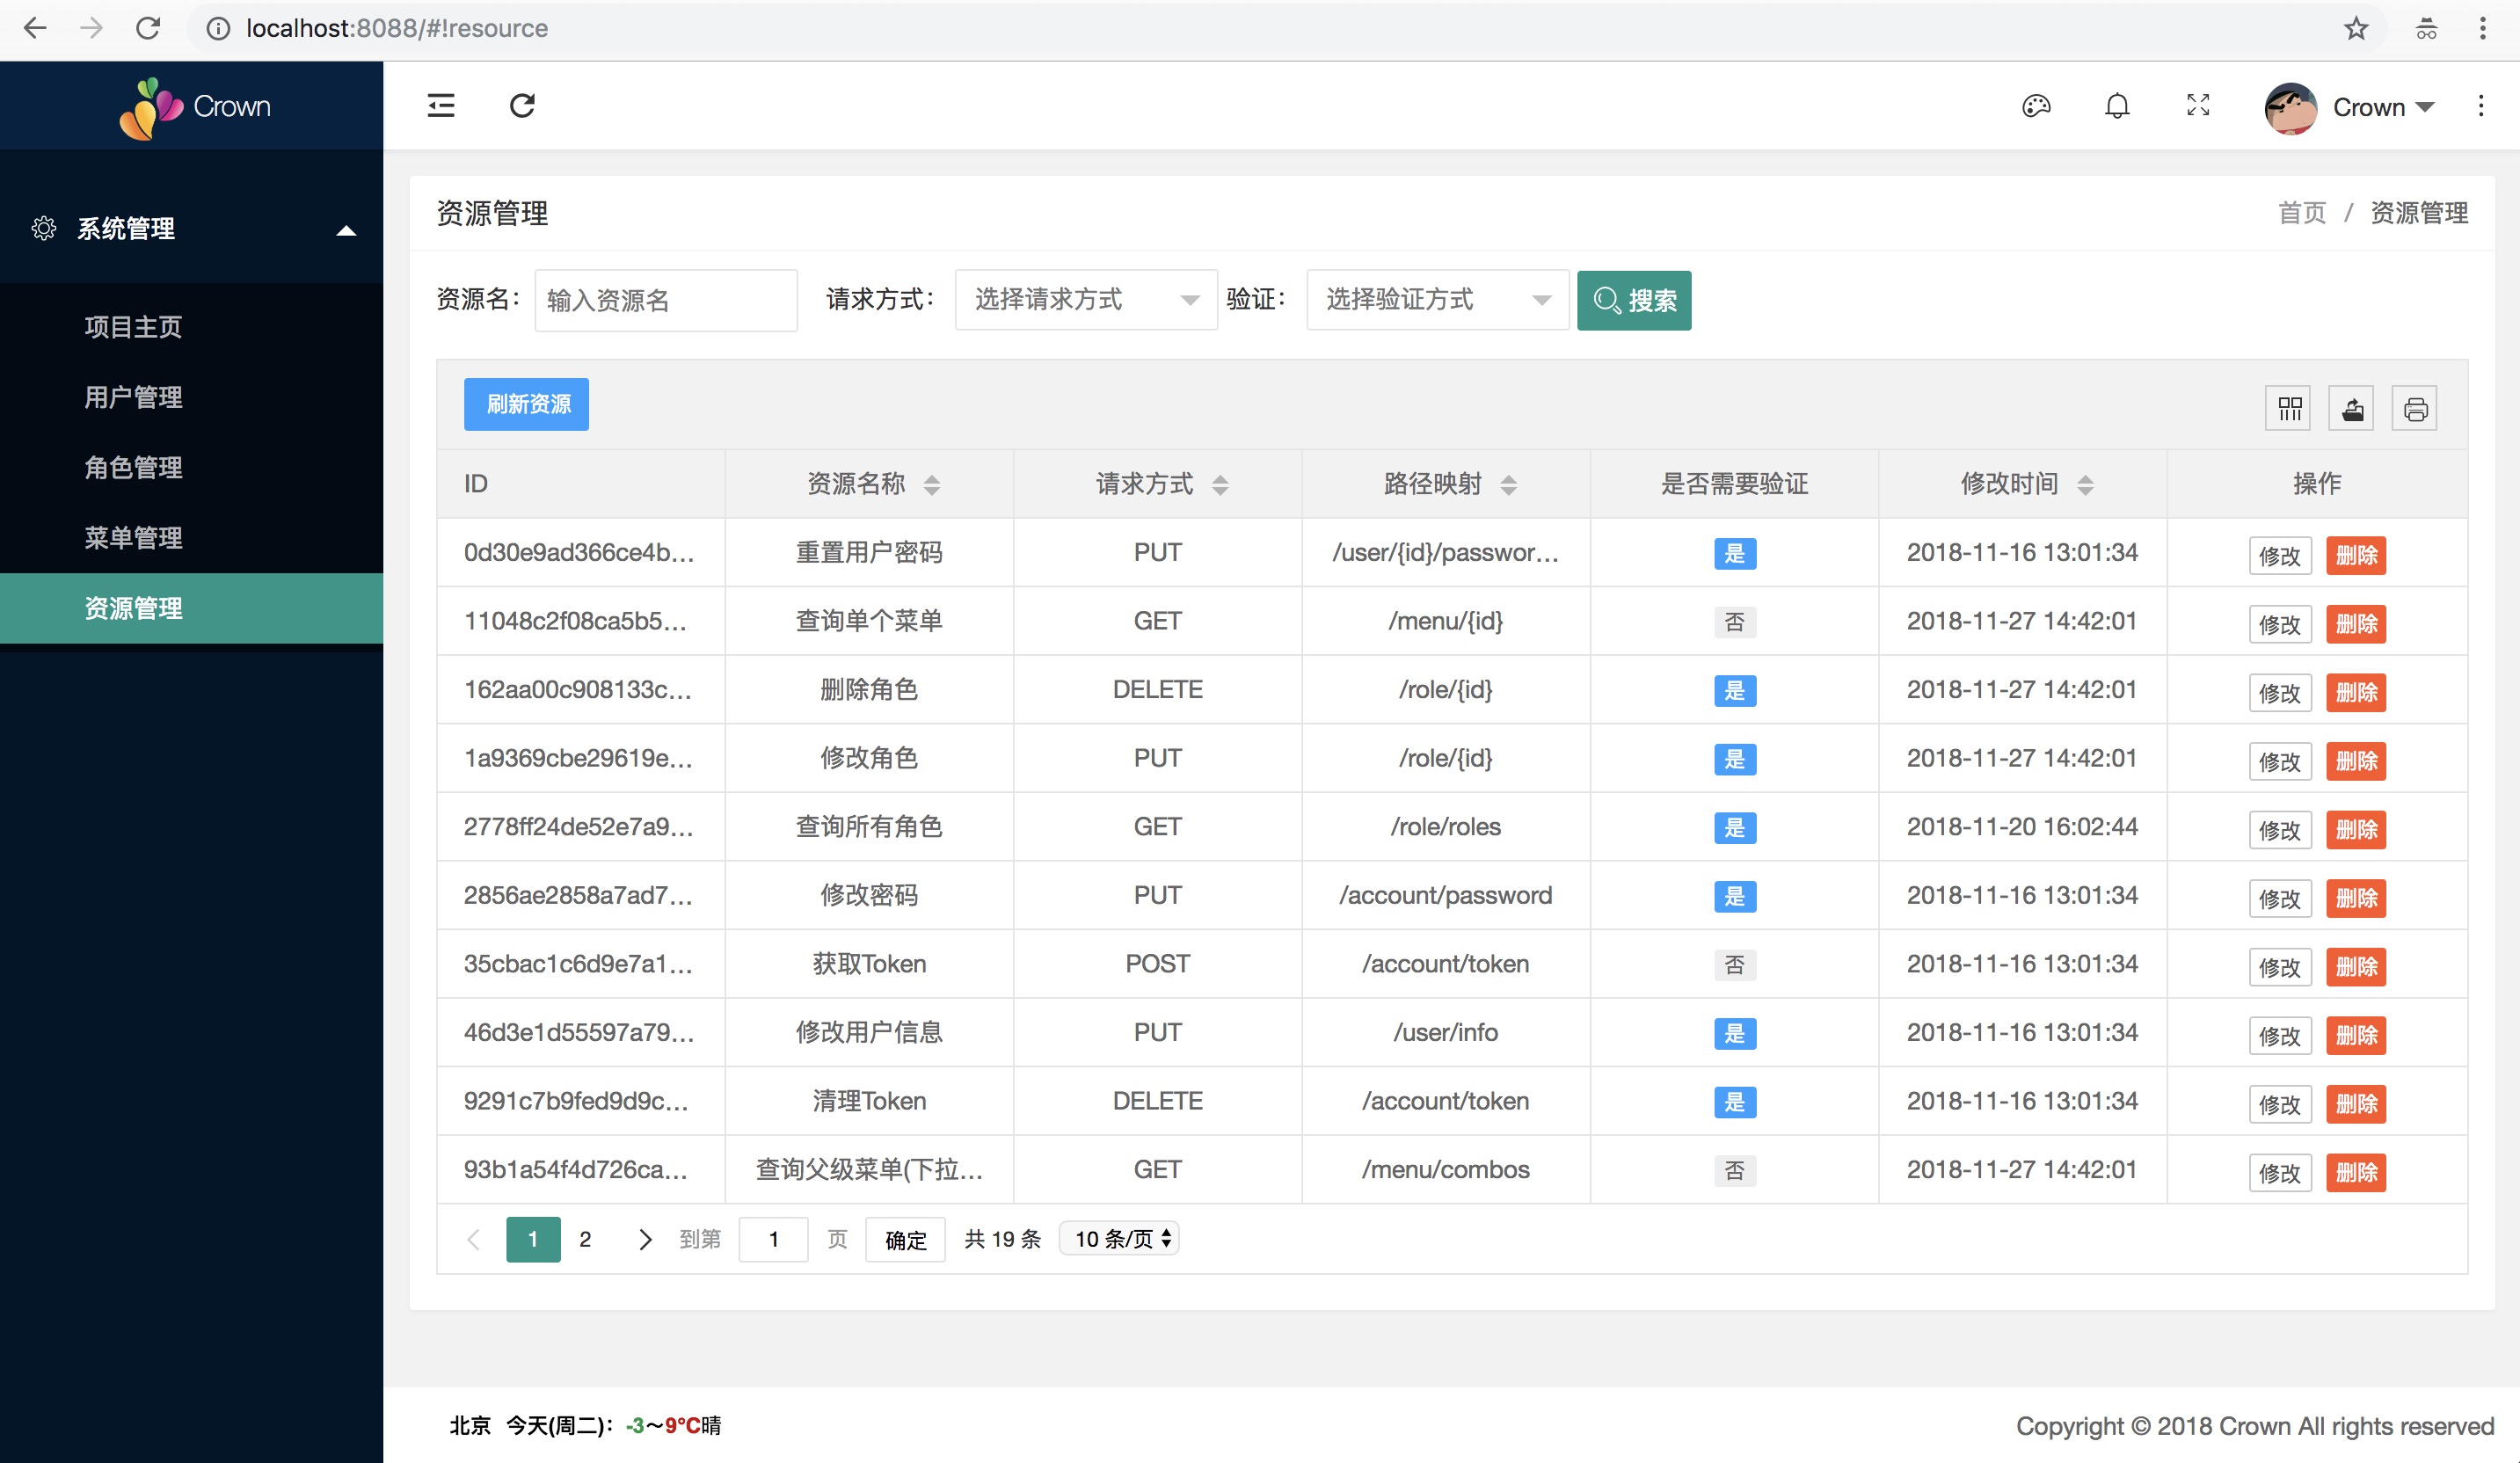 localhost:8088/#!resource
Crown
Crown
系统管理
项目主页
用户管理
角色管理
菜单管理
资源管理
资源管理 首页 / 资源管理
资源名： 输入资源名 请求方式： 选择请求方式 验证： 选择验证方式 搜索
刷新资源
ID 资源名称 请求方式 路径映射 是否需要验证 修改时间 操作
0d30e9ad366ce4b... 重置用户密码 PUT /user/{id}/passwor... 是 2018-11-16 13:01:34 修改 删除
11048c2f08ca5b5... 查询单个菜单 GET /menu/{id} 否 2018-11-27 14:42:01 修改 删除
162aa00c908133c... 删除角色 DELETE /role/{id} 是 2018-11-27 14:42:01 修改 删除
1a9369cbe29619e... 修改角色 PUT /role/{id} 是 2018-11-27 14:42:01 修改 删除
2778ff24de52e7a9... 查询所有角色 GET /role/roles 是 2018-11-20 16:02:44 修改 删除
2856ae2858a7ad7... 修改密码 PUT /account/password 是 2018-11-16 13:01:34 修改 删除
35cbac1c6d9e7a1... 获取Token POST /account/token 否 2018-11-16 13:01:34 修改 删除
46d3e1d55597a79... 修改用户信息 PUT /user/info 是 2018-11-16 13:01:34 修改 删除
9291c7b9fed9d9c... 清理Token DELETE /account/token 是 2018-11-16 13:01:34 修改 删除
93b1a54f4d726ca... 查询父级菜单(下拉... GET /menu/combos 否 2018-11-27 14:42:01 修改 删除
1 2 到第 1 页 确定 共 19 条 10 条/页
北京 今天(周二)：-3～9℃晴 Copyright © 2018 Crown All rights reserved